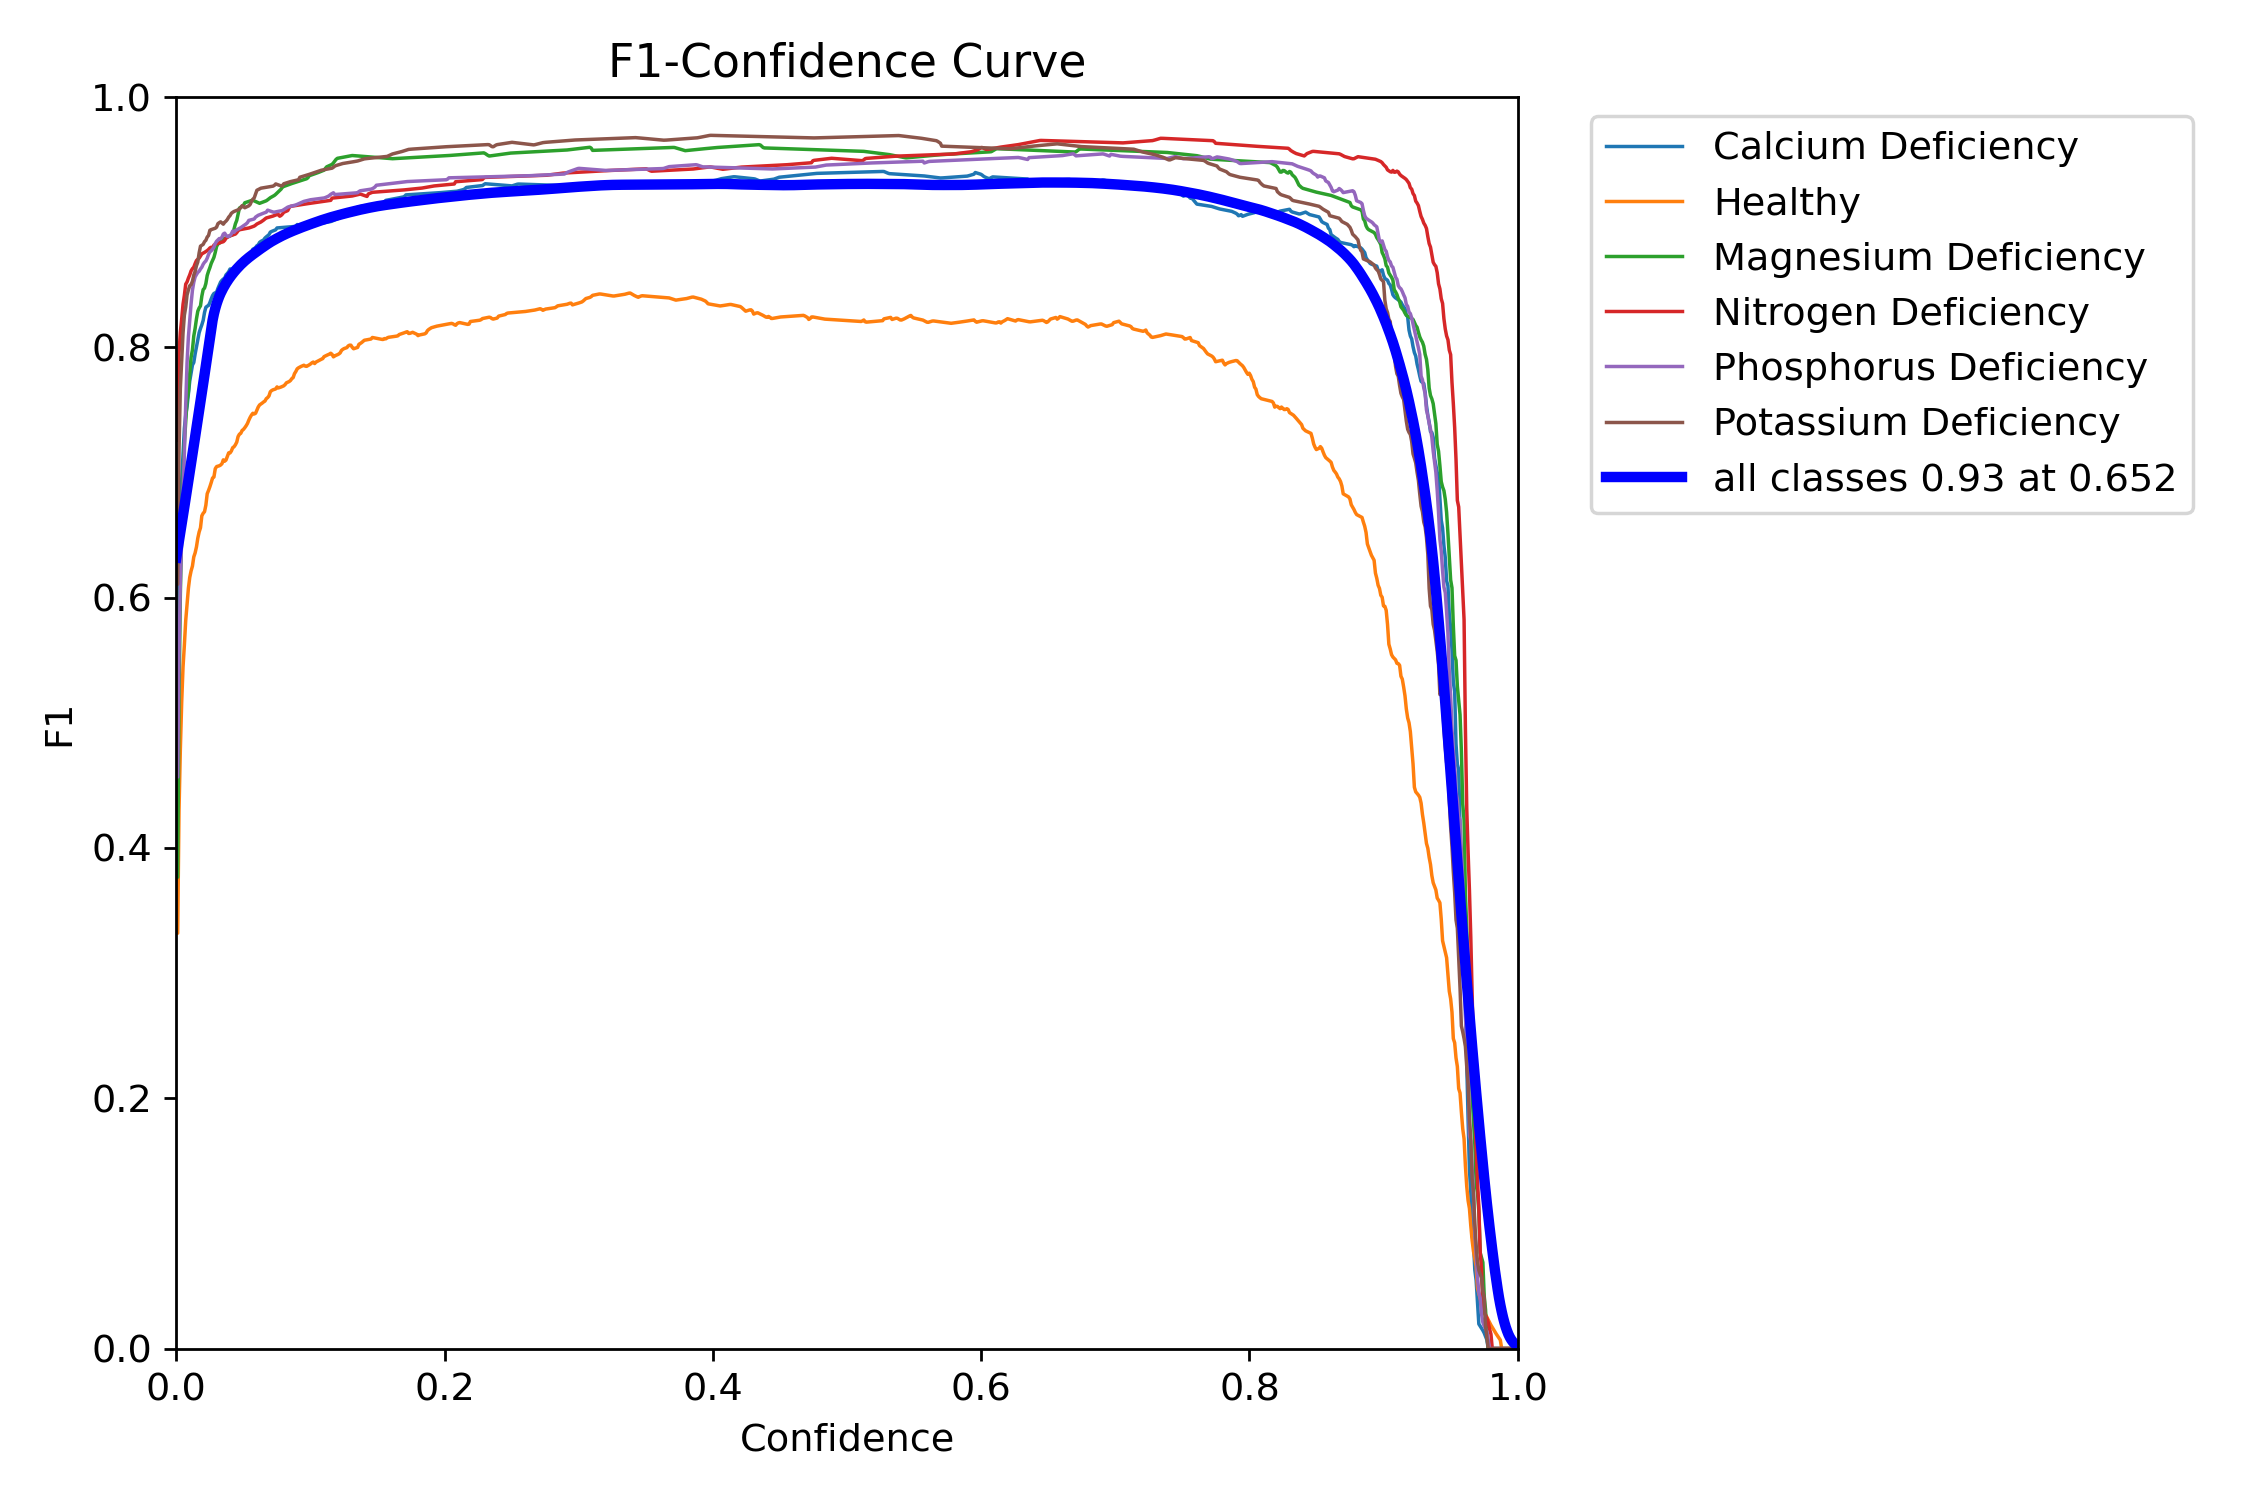 F1-Confidence Curve
1.0
0.8
0.6
0.4
0.2
0.0
F1
0.0 0.2 0.4 0.6 0.8 1.0
Confidence
Calcium Deficiency
Healthy
Magnesium Deficiency
Nitrogen Deficiency
Phosphorus Deficiency
Potassium Deficiency
all classes 0.93 at 0.652